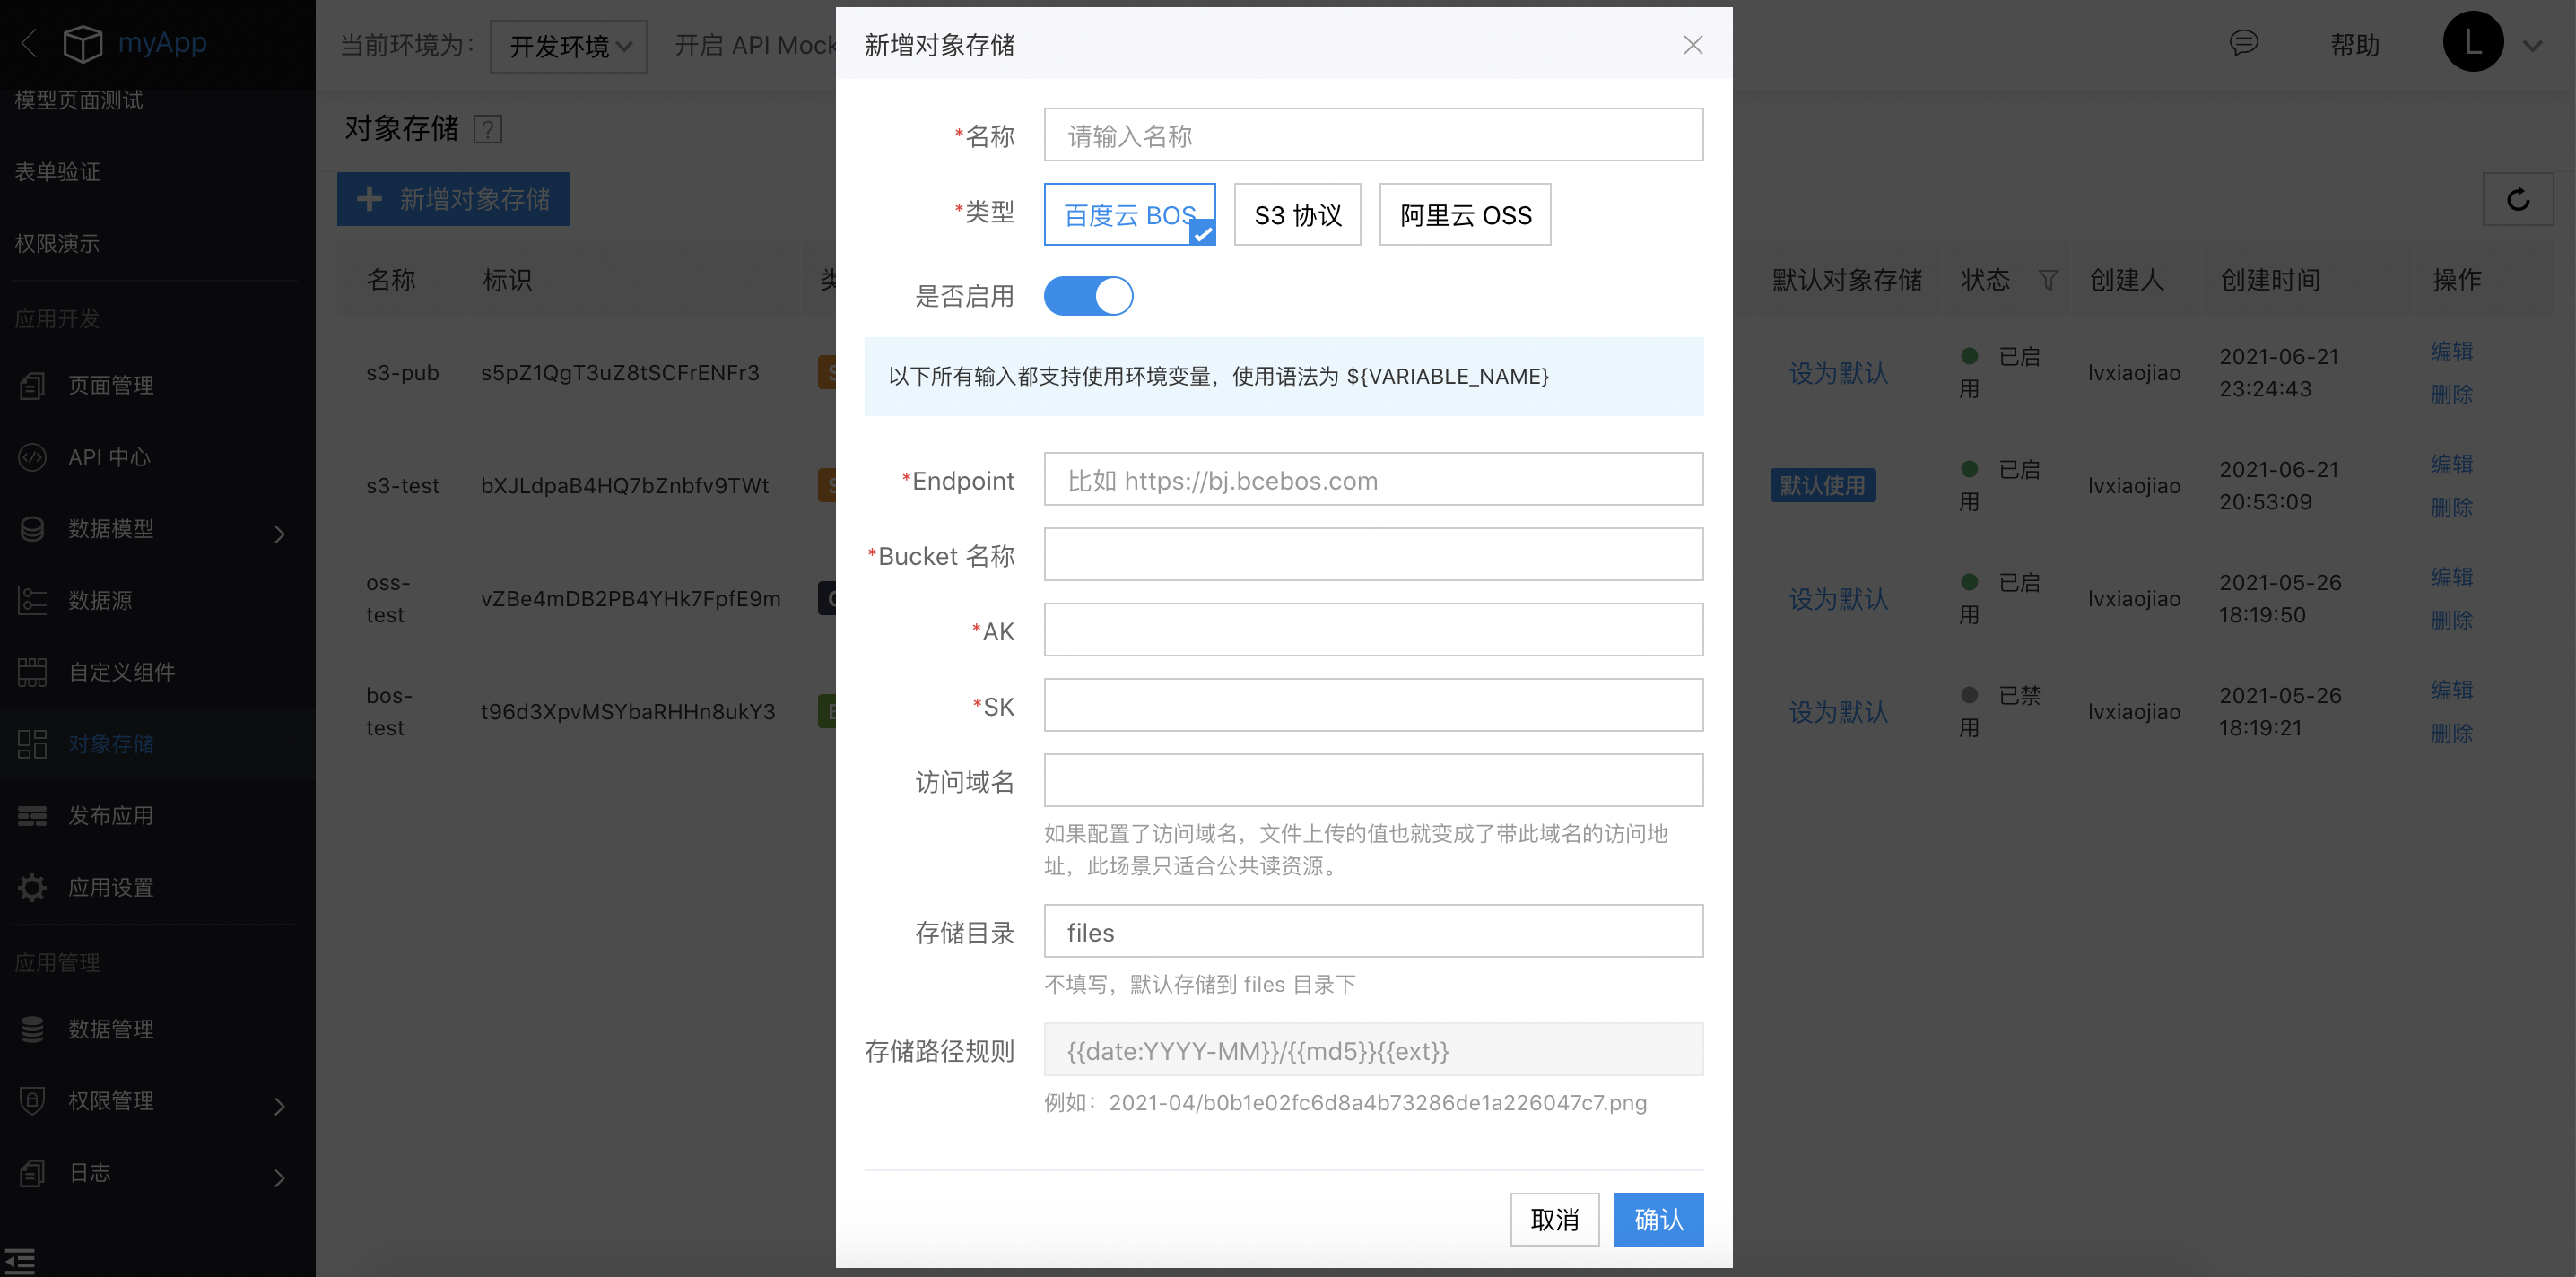 myApp
当前环境为：
开发环境
开启 API Mock
帮助
L
模型页面测试
表单验证
权限演示
应用开发
页面管理
API 中心
数据模型
数据源
自定义组件
对象存储
发布应用
应用设置
应用管理
数据管理
权限管理
日志
对象存储 ?
新增对象存储
名称 标识 默认对象存储 状态 创建人 创建时间 操作
s3-pub s5pZ1QgT3uZ8tSCFrENFr3 设为默认 已启用 lvxiaojiao 2021-06-21 23:24:43 编辑 删除
s3-test bXJLdpaB4HQ7bZnbfv9TWt 默认使用 已启用 lvxiaojiao 2021-06-21 20:53:09 编辑 删除
oss-test vZBe4mDB2PB4YHk7FpfE9m 设为默认 已启用 lvxiaojiao 2021-05-26 18:19:50 编辑 删除
bos-test t96d3XpvMSYbaRHHn8ukY3 设为默认 已禁用 lvxiaojiao 2021-05-26 18:19:21 编辑 删除
新增对象存储
*名称 请输入名称
*类型 百度云 BOS S3 协议 阿里云 OSS
是否启用
以下所有输入都支持使用环境变量，使用语法为 ${VARIABLE_NAME}
*Endpoint 比如 https://bj.bcebos.com
*Bucket 名称
*AK
*SK
访问域名
如果配置了访问域名，文件上传的值也就变成了带此域名的访问地
址，此场景只适合公共读资源。
存储目录 files
不填写，默认存储到 files 目录下
存储路径规则 {{date:YYYY-MM}}/{{md5}}{{ext}}
例如：2021-04/b0b1e02fc6d8a4b73286de1a226047c7.png
取消 确认